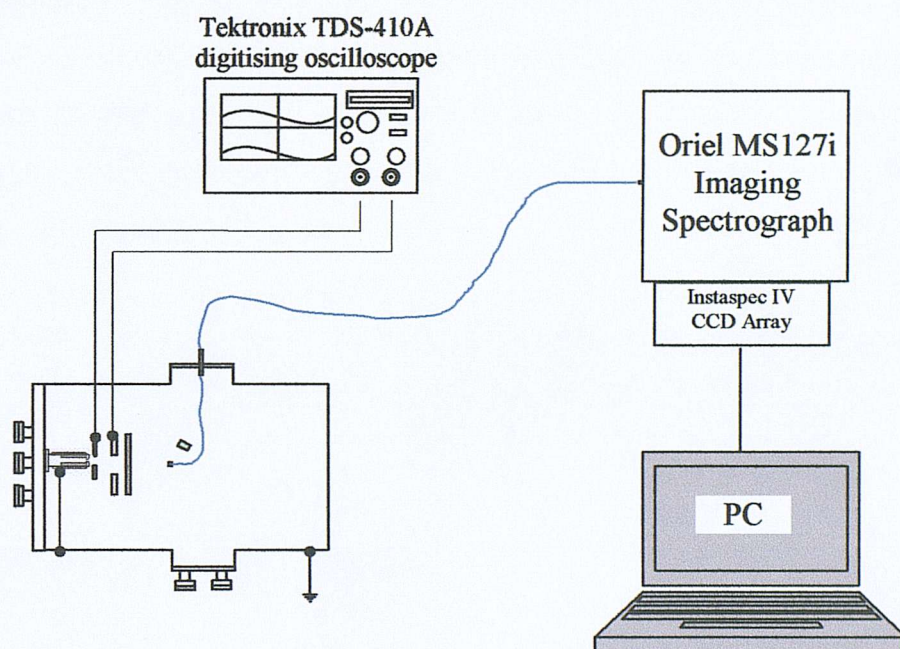 Tektronix TDS-410A
digitising oscilloscope
Oriel MS127i
Imaging
Spectrograph
Instaspec IV
CCD Array
PC